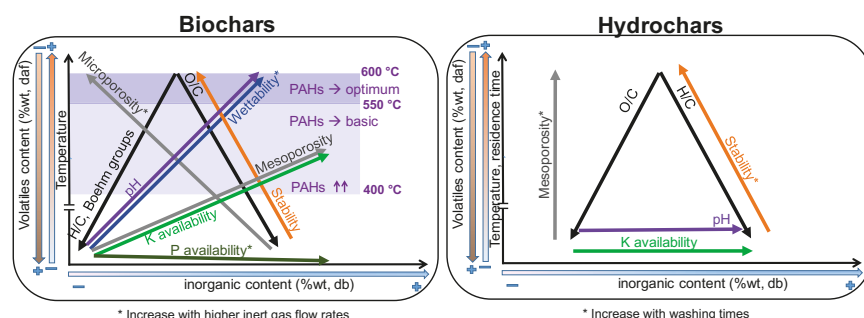 Biochars
Volatiles content (%wt, daf)
Temperature
Microporosity*
O/C
600 °C
PAHs → optimum
Wettability*
550 °C
PAHs → basic
H/C, Boehm groups
pH
Mesoporosity
PAHs ↑↑
400 °C
K availability
Stability
P availability*
inorganic content (%wt, db)
* Increase with higher inert gas flow rates
Hydrochars
Volatiles content (%wt, daf)
Temperature, residence time
Mesoporosity*
O/C
H/C
Stability*
pH
K availability
inorganic content (%wt, db)
* Increase with washing times